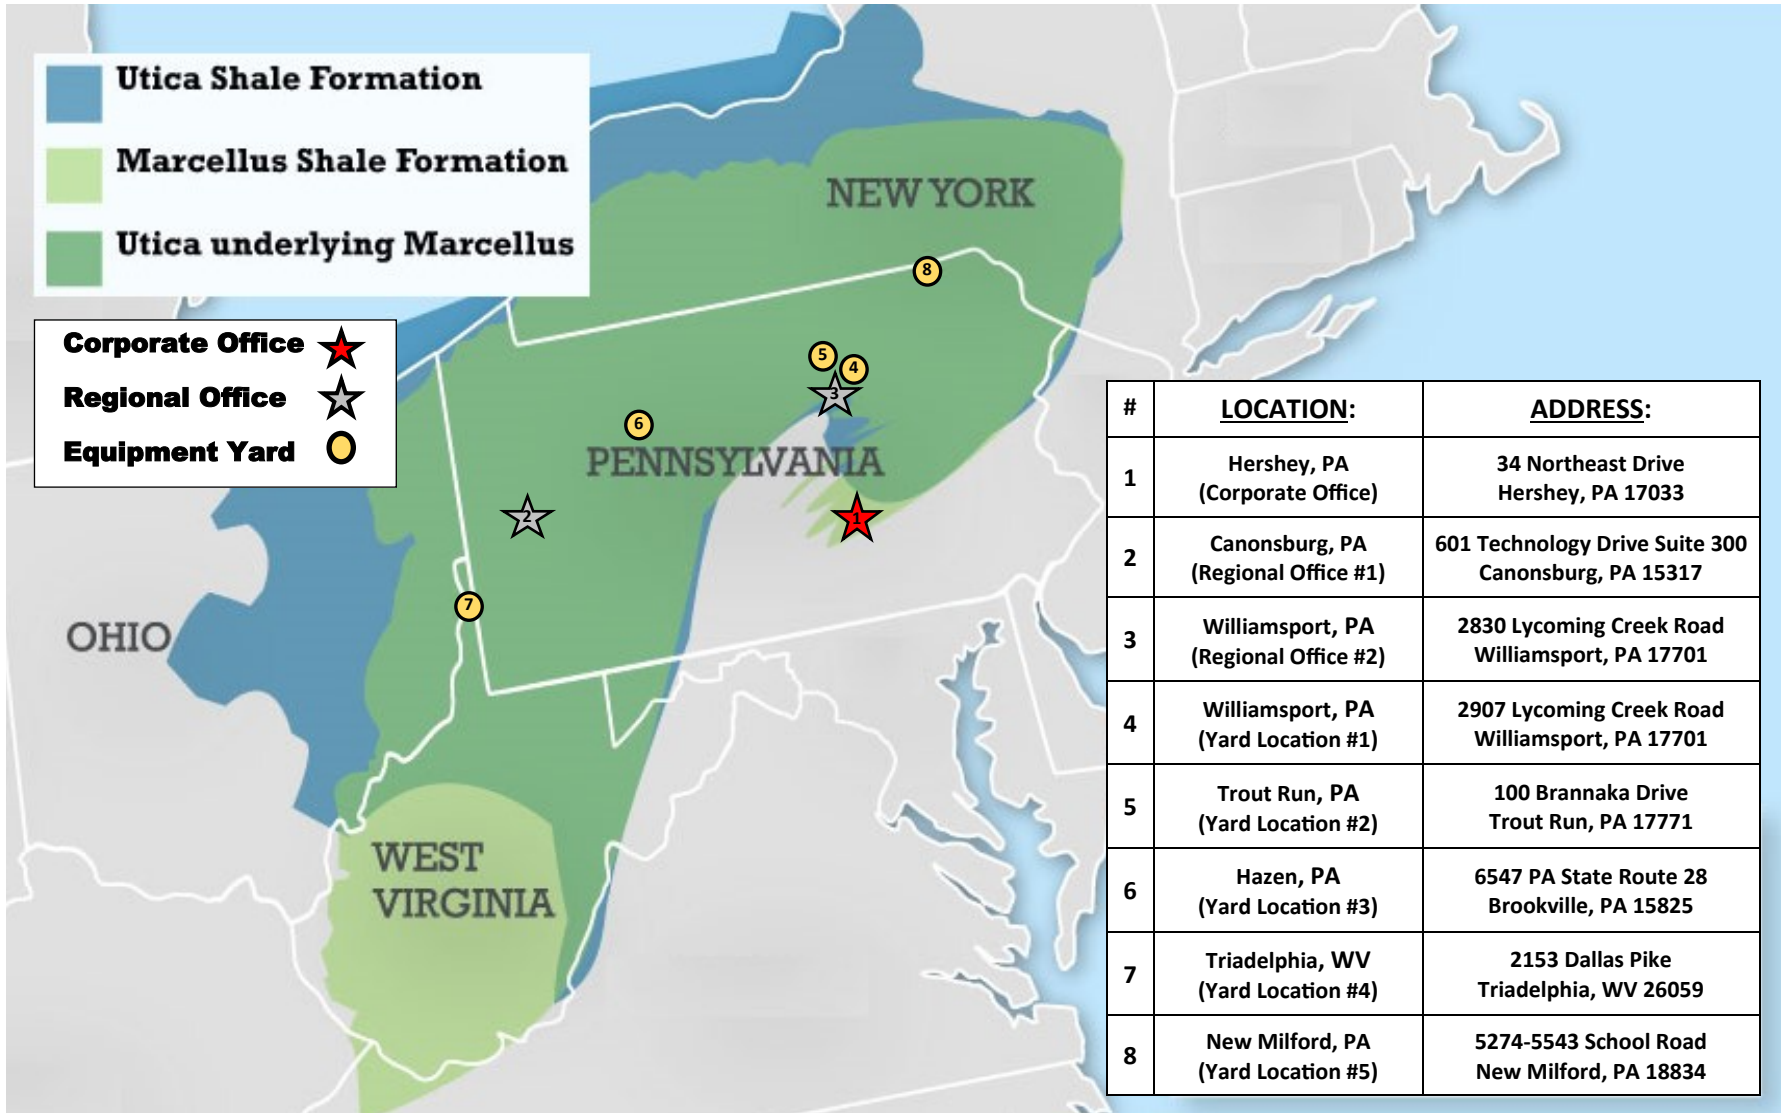 Utica Shale Formation
Marcellus Shale Formation
Utica underlying Marcellus
Corporate Office
Regional Office
Equipment Yard
NEW YORK
8
5
4
3
6
PENNSYLVANIA
2
1
7
OHIO
WEST
VIRGINIA
# LOCATION: ADDRESS:
1 Hershey, PA 34 Northeast Drive
(Corporate Office) Hershey, PA 17033
2 Canonsburg, PA 601 Technology Drive Suite 300
(Regional Office #1) Canonsburg, PA 15317
3 Williamsport, PA 2830 Lycoming Creek Road
(Regional Office #2) Williamsport, PA 17701
4 Williamsport, PA 2907 Lycoming Creek Road
(Yard Location #1) Williamsport, PA 17701
5 Trout Run, PA 100 Brannaka Drive
(Yard Location #2) Trout Run, PA 17771
6 Hazen, PA 6547 PA State Route 28
(Yard Location #3) Brookville, PA 15825
7 Triadelphia, WV 2153 Dallas Pike
(Yard Location #4) Triadelphia, WV 26059
8 New Milford, PA 5274-5543 School Road
(Yard Location #5) New Milford, PA 18834